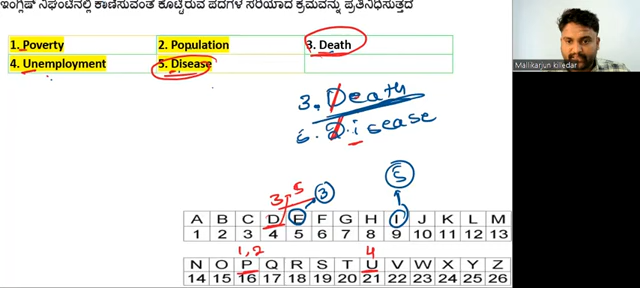 ಇಂಗ್ಲಿಷ್ ನಿಘಂಟಿನಲ್ಲಿ ಕಾಣಿಸುವಂತೆ ಕೊಟ್ಟಿರುವ ಪದಗಳ ಸರಿಯಾದ ಕ್ರಮವನ್ನು ಪ್ರತಿನಿಧಿಸುತ್ತದೆ
1. Poverty 2. Population 3. Death
4. Unemployment 5. Disease
Mallikarjun kiledar
3. Death
5. Disease
5
3 5 3
A B C D E F G H I J K L M
1 2 3 4 5 6 7 8 9 10 11 12 13
1, 2 4
N O P Q R S T U V W X Y Z
14 15 16 17 18 19 20 21 22 23 24 25 26